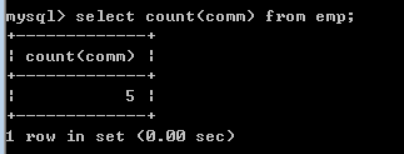 mysql> select count(comm) from emp;
+-------------+
| count(comm) |
+-------------+
|           5 |
+-------------+
1 row in set (0.00 sec)